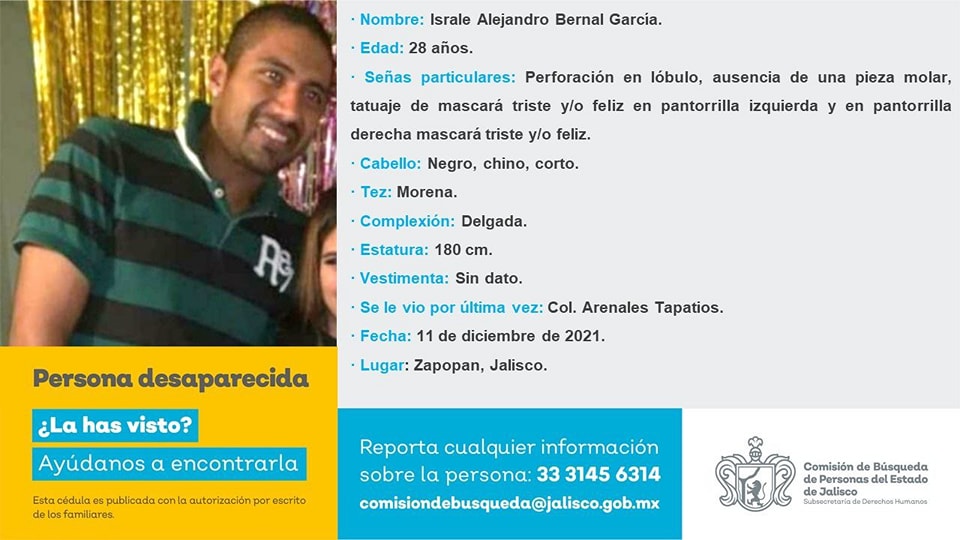 · Nombre: Israle Alejandro Bernal García.
· Edad: 28 años.
· Señas particulares: Perforación en lóbulo, ausencia de una pieza molar,
tatuaje de mascará triste y/o feliz en pantorrilla izquierda y en pantorrilla
derecha mascará triste y/o feliz.
· Cabello: Negro, chino, corto.
· Tez: Morena.
· Complexión: Delgada.
· Estatura: 180 cm.
· Vestimenta: Sin dato.
· Se le vio por última vez: Col. Arenales Tapatios.
· Fecha: 11 de diciembre de 2021.
· Lugar: Zapopan, Jalisco.
Persona desaparecida
¿La has visto?
Ayúdanos a encontrarla
Esta cédula es publicada con la autorización por escrito
de los familiares.
Reporta cualquier información
sobre la persona: 33 3145 6314
comisiondebusqueda@jalisco.gob.mx
Comisión de Búsqueda
de Personas del Estado
de Jalisco
Subsecretaría de Derechos Humanos